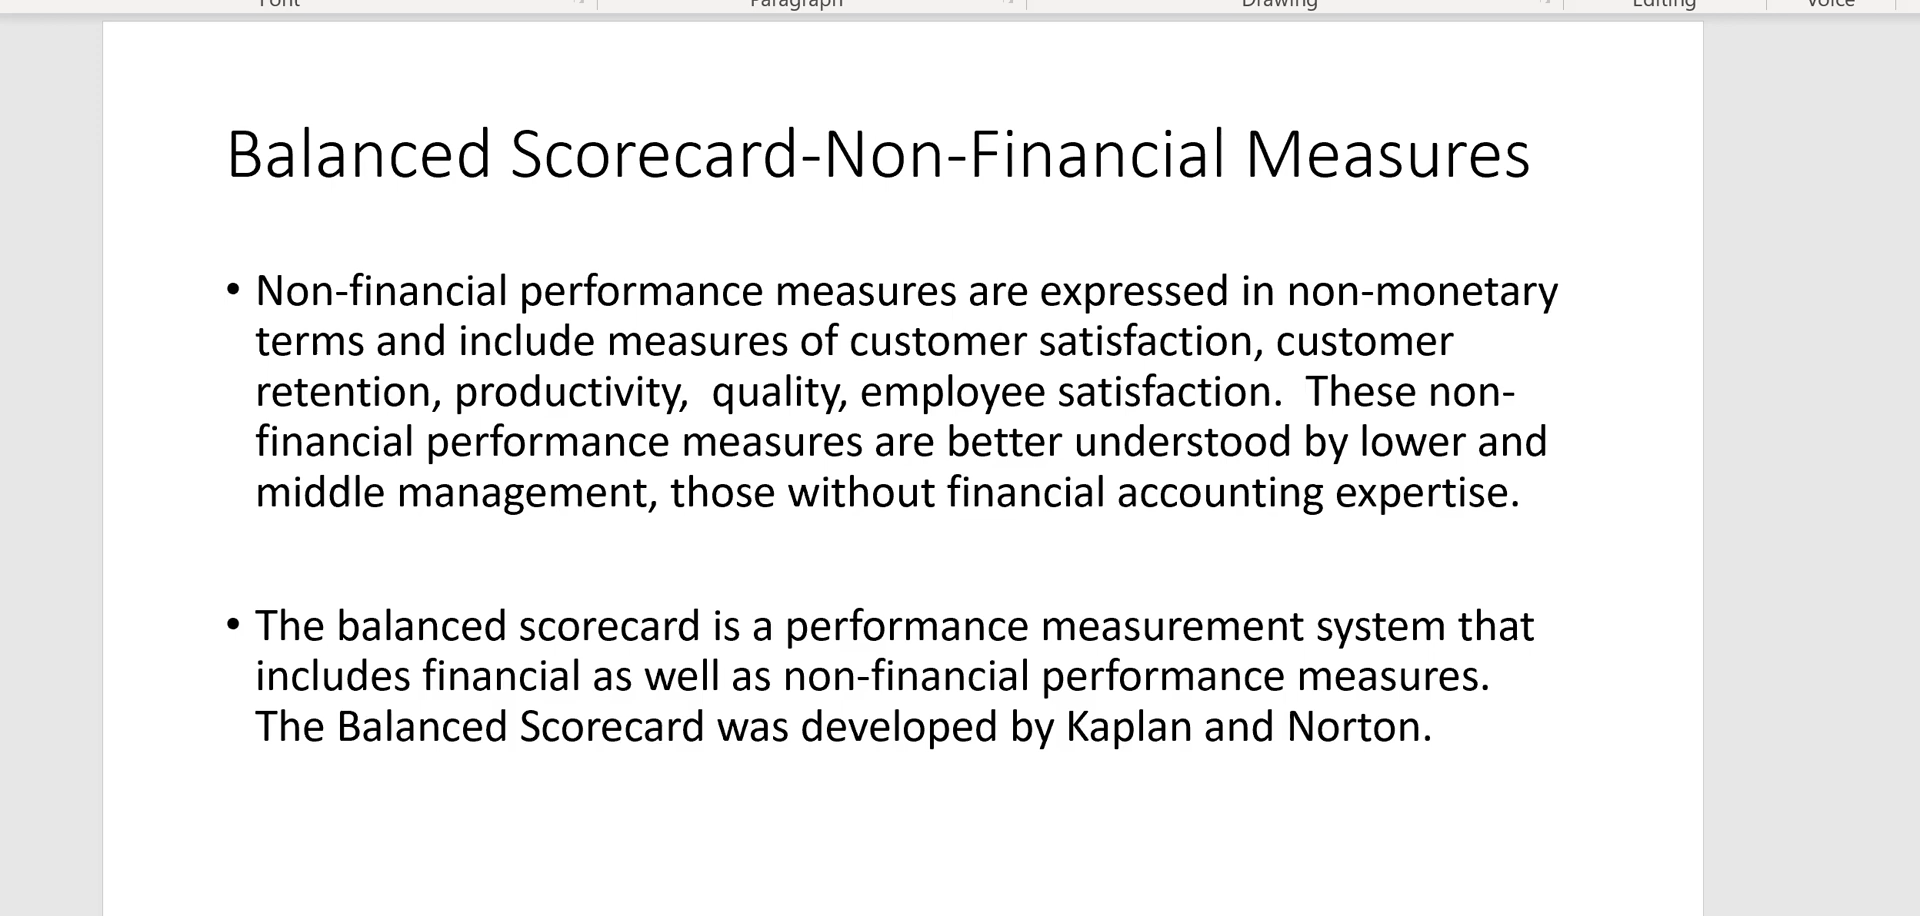 Font Paragraph Drawing Editing Voice
Balanced Scorecard-Non-Financial Measures
• Non-financial performance measures are expressed in non-monetary
terms and include measures of customer satisfaction, customer
retention, productivity,  quality, employee satisfaction.  These non-
financial performance measures are better understood by lower and
middle management, those without financial accounting expertise.
• The balanced scorecard is a performance measurement system that
includes financial as well as non-financial performance measures.
The Balanced Scorecard was developed by Kaplan and Norton.